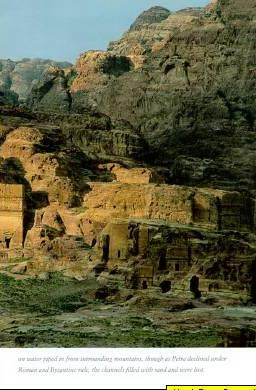 on water piped in from surrounding mountains, though as Petra declined under
Roman and Byzantine rule, the channels filled with sand and were lost.